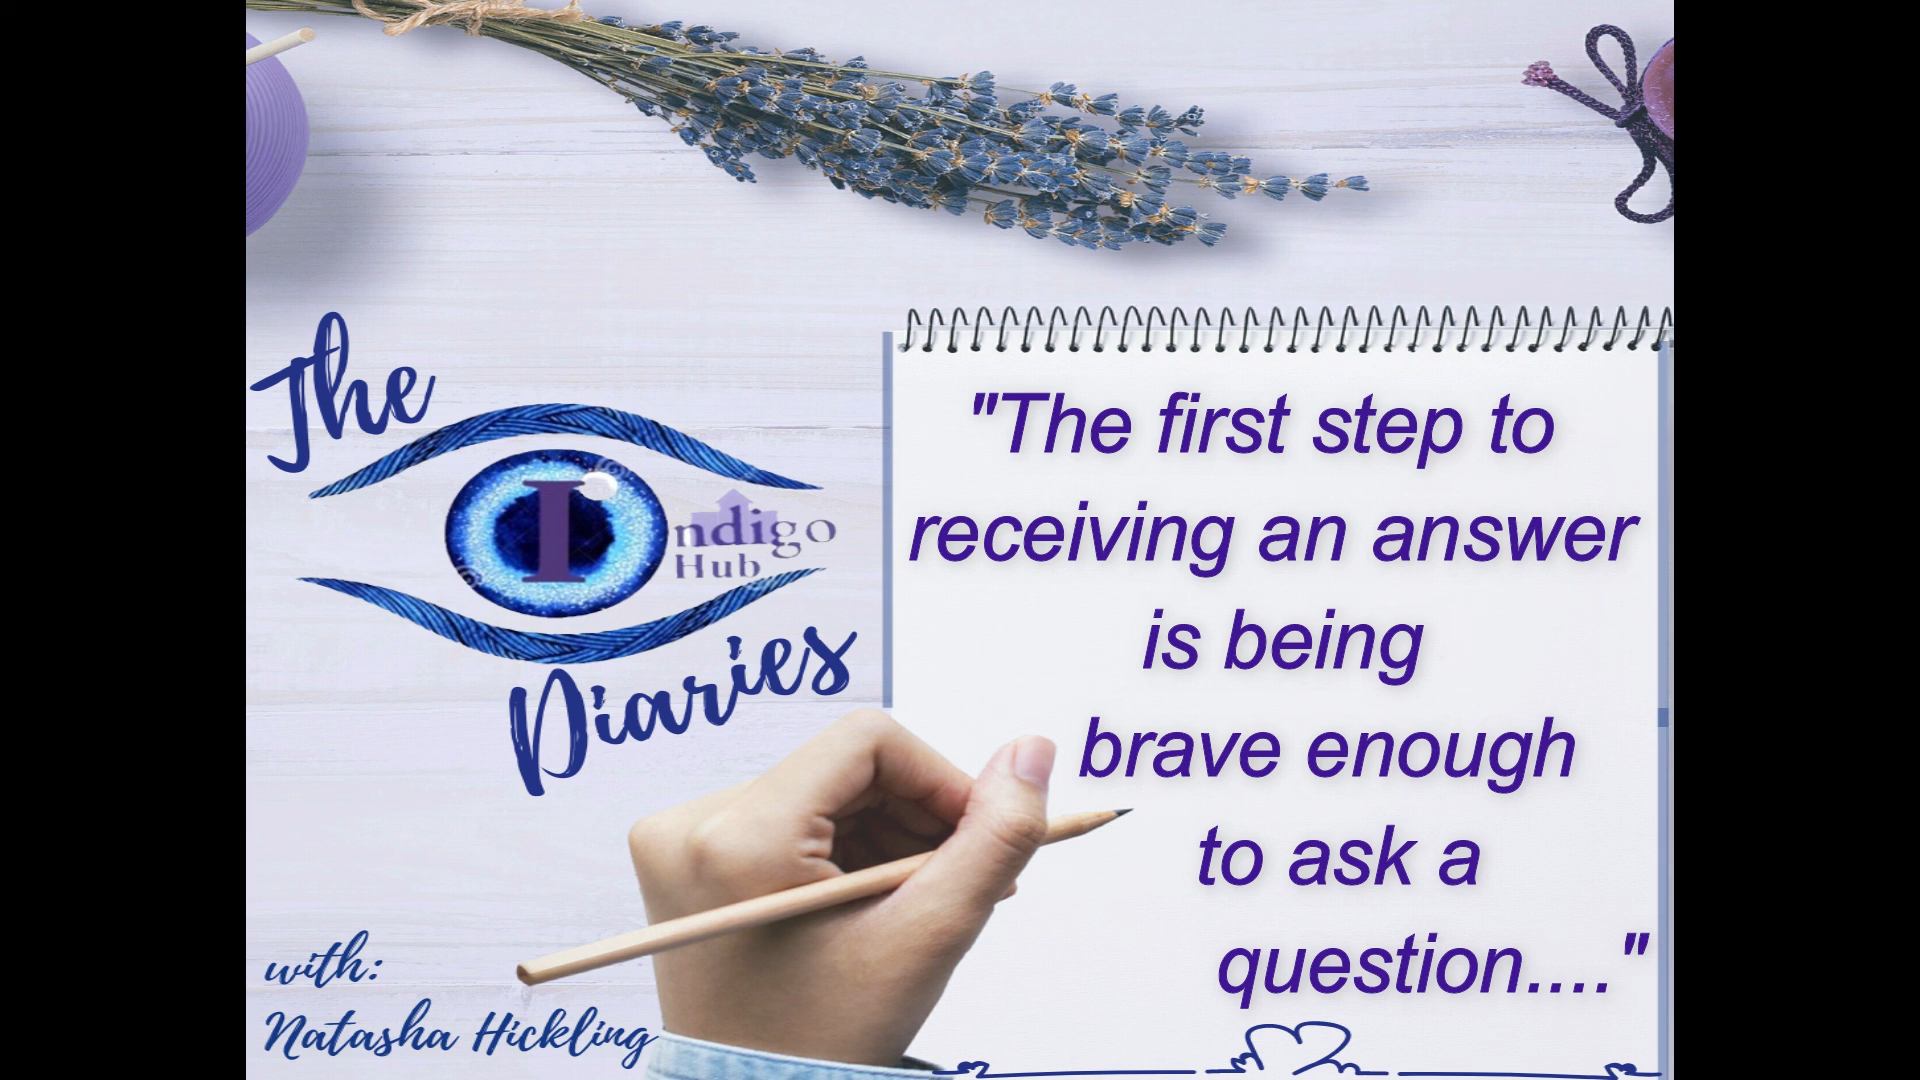 The
Indigo
Hub
Diaries
with:
Natasha Hickling
"The first step to
receiving an answer
is being
brave enough
to ask a
question...."